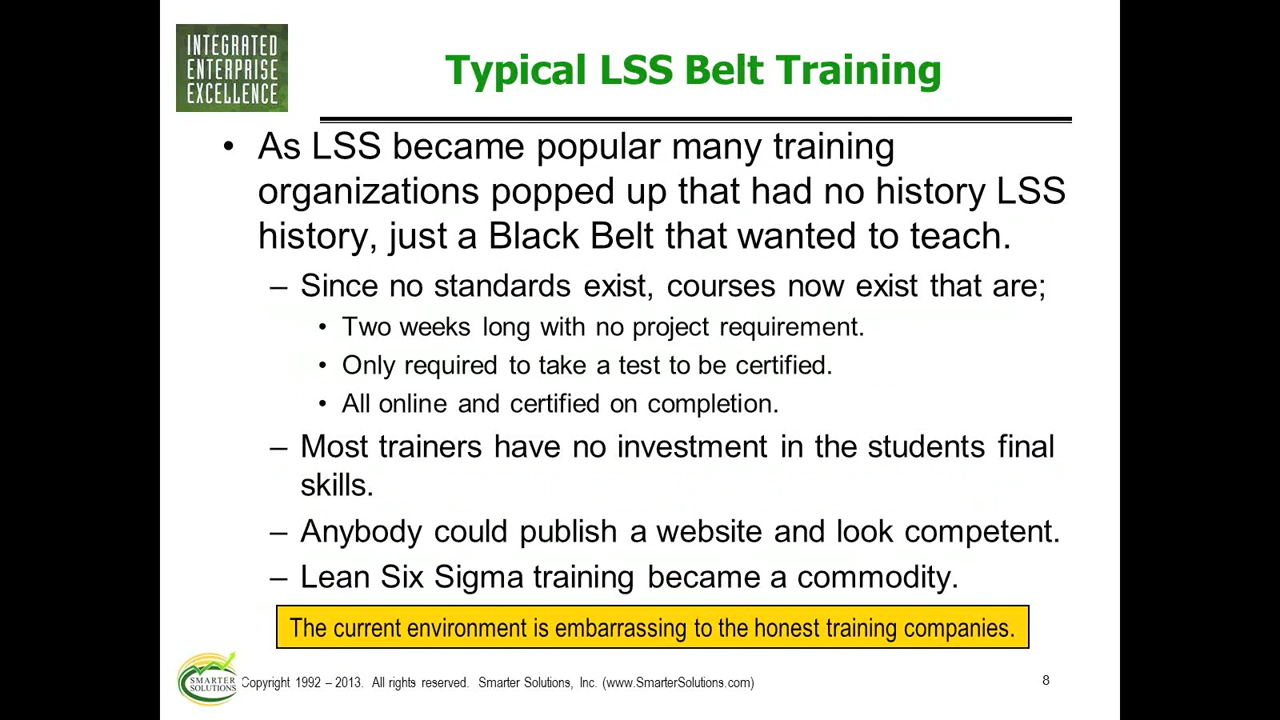 INTEGRATED
ENTERPRISE
EXCELLENCE
Typical LSS Belt Training
• As LSS became popular many training
organizations popped up that had no history LSS
history, just a Black Belt that wanted to teach.
– Since no standards exist, courses now exist that are;
• Two weeks long with no project requirement.
• Only required to take a test to be certified.
• All online and certified on completion.
– Most trainers have no investment in the students final
skills.
– Anybody could publish a website and look competent.
– Lean Six Sigma training became a commodity.
The current environment is embarrassing to the honest training companies.
SMARTER
SOLUTIONS
Copyright 1992 – 2013. All rights reserved. Smarter Solutions, Inc. (www.SmarterSolutions.com)
8